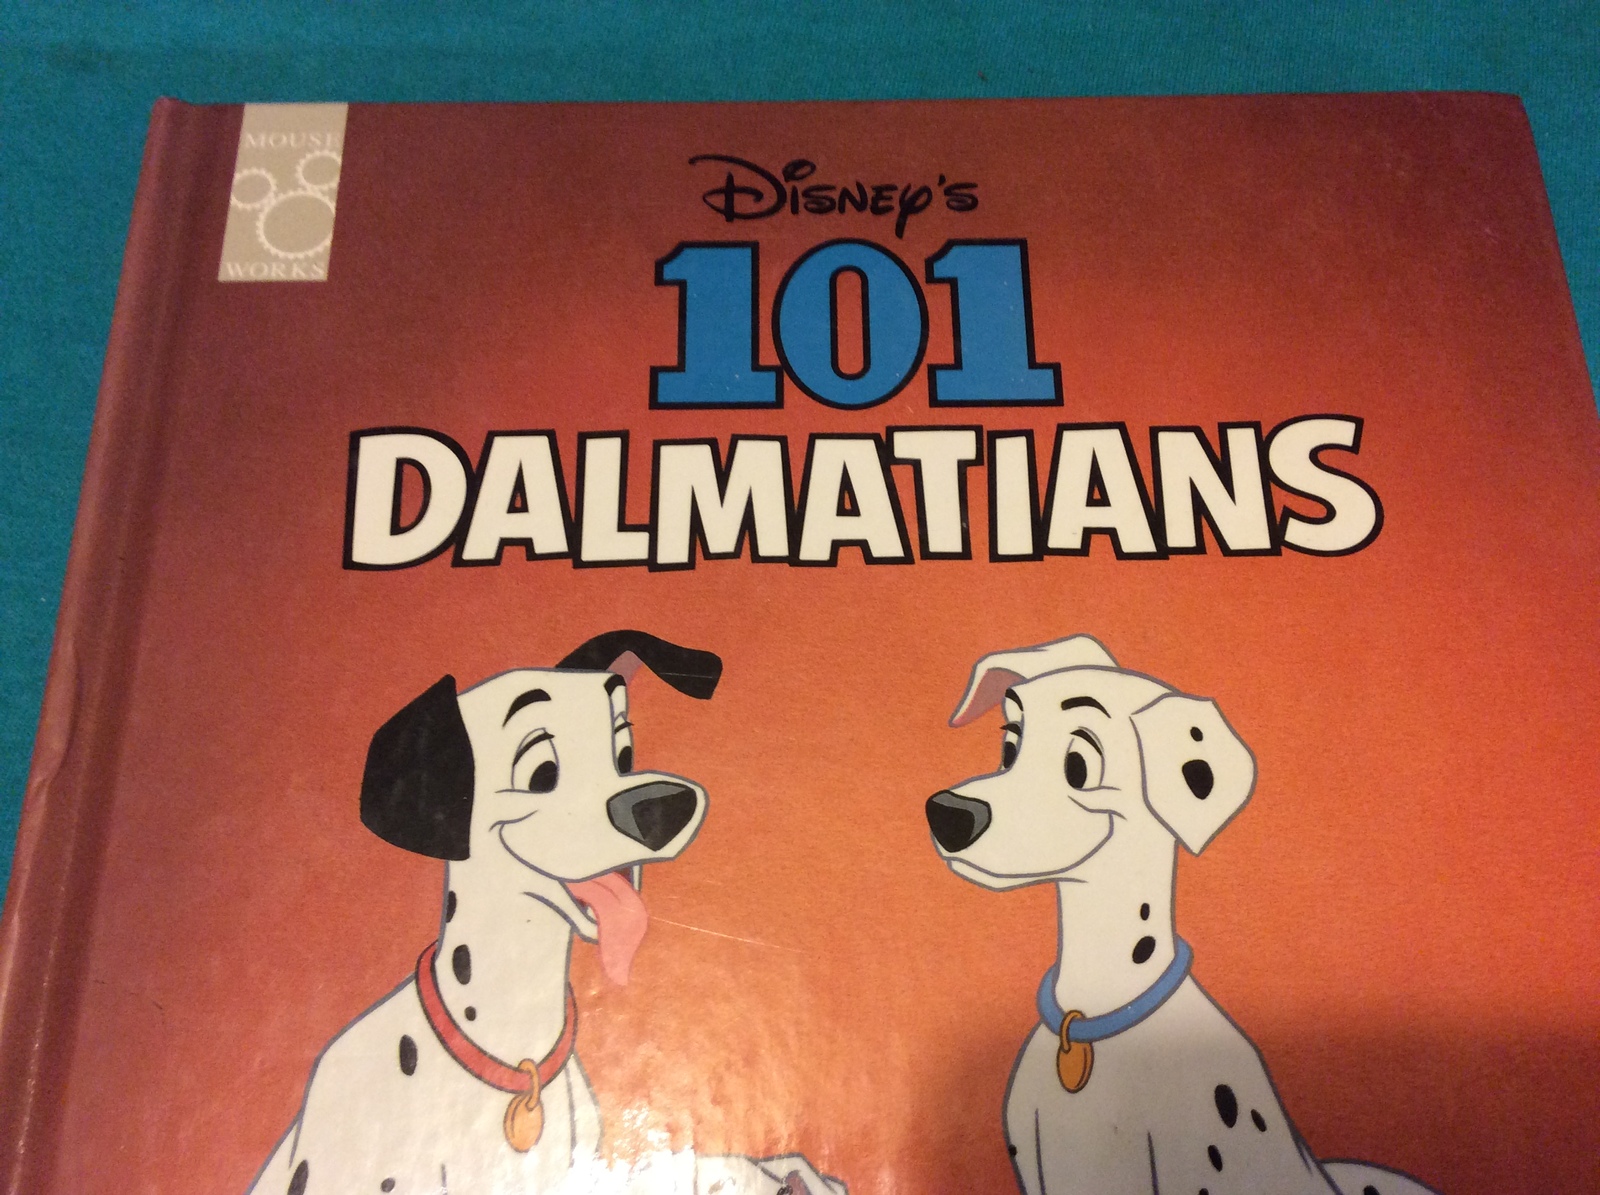 MOUSE
WORKS
DISNEY'S
101
DALMATIANS